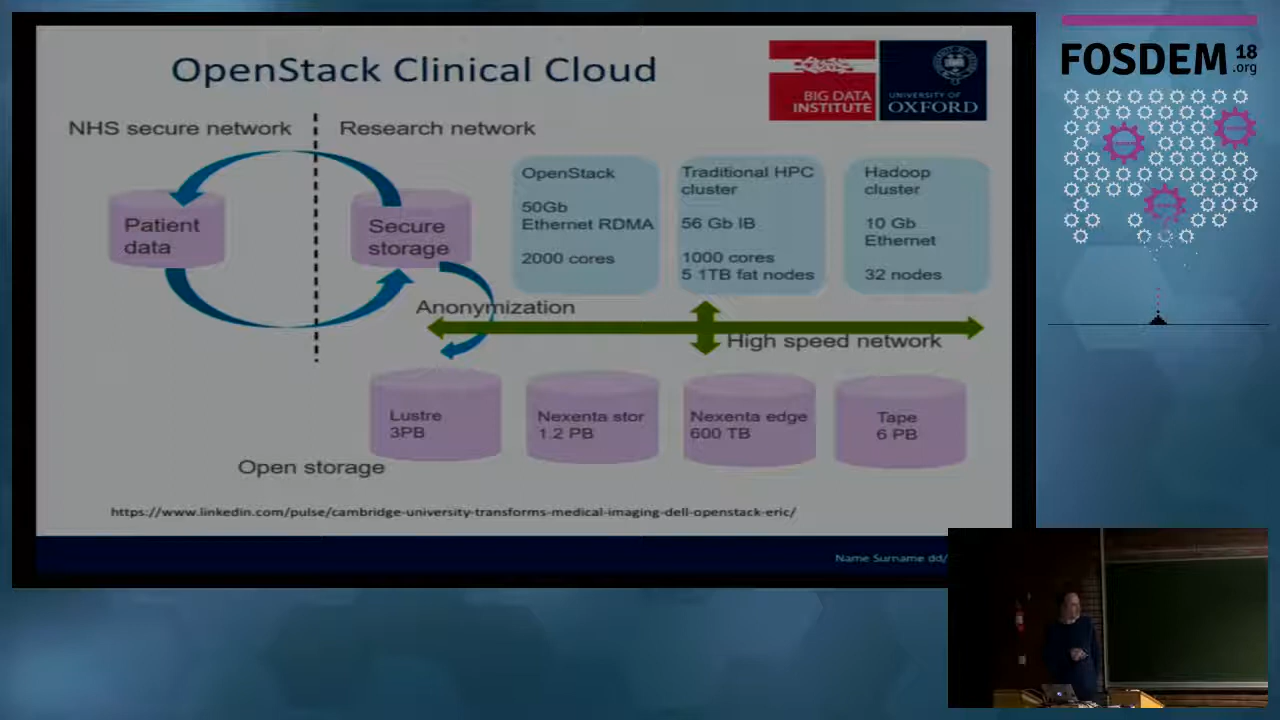 OpenStack Clinical Cloud
BIG DATA
INSTITUTE
UNIVERSITY OF
OXFORD
FOSDEM 18
.org
NHS secure network
Research network
Patient
data
Secure
storage
OpenStack
50Gb
Ethernet RDMA
2000 cores
Traditional HPC
cluster
56 Gb IB
1000 cores
5 1TB fat nodes
Hadoop
cluster
10 Gb
Ethernet
32 nodes
Anonymization
High speed network
Lustre
3PB
Nexenta stor
1.2 PB
Nexenta edge
600 TB
Tape
6 PB
Open storage
https://www.linkedin.com/pulse/cambridge-university-transforms-medical-imaging-dell-openstack-eric/
Name Surname dd/